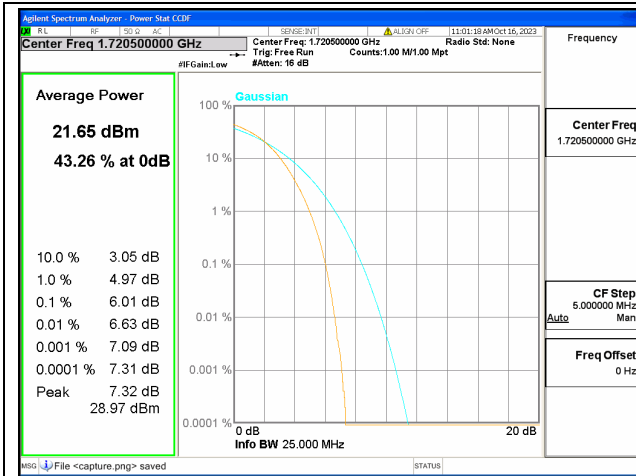 Agilent Spectrum Analyzer - Power Stat CCDF
RL RF 50 Ω AC SENSE:INT ALIGN OFF 11:01:18 AM Oct 16, 2023
Center Freq 1.720500000 GHz
Center Freq: 1.720500000 GHz Radio Std: None
Trig: Free Run Counts:1.00 M/1.00 Mpt
#IFGain:Low #Atten: 16 dB
Frequency
Average Power
21.65 dBm
43.26 % at 0dB
10.0 % 3.05 dB
1.0 % 4.97 dB
0.1 % 6.01 dB
0.01 % 6.63 dB
0.001 % 7.09 dB
0.0001 % 7.31 dB
Peak 7.32 dB
28.97 dBm
Gaussian
100 %
10 %
1 %
0.1 %
0.01 %
0.001 %
0.0001 %
0 dB 20 dB
Info BW 25.000 MHz
Center Freq
1.720500000 GHz
CF Step
5.000000 MHz
Auto Man
Freq Offset
0 Hz
MSG File <capture.png> saved STATUS